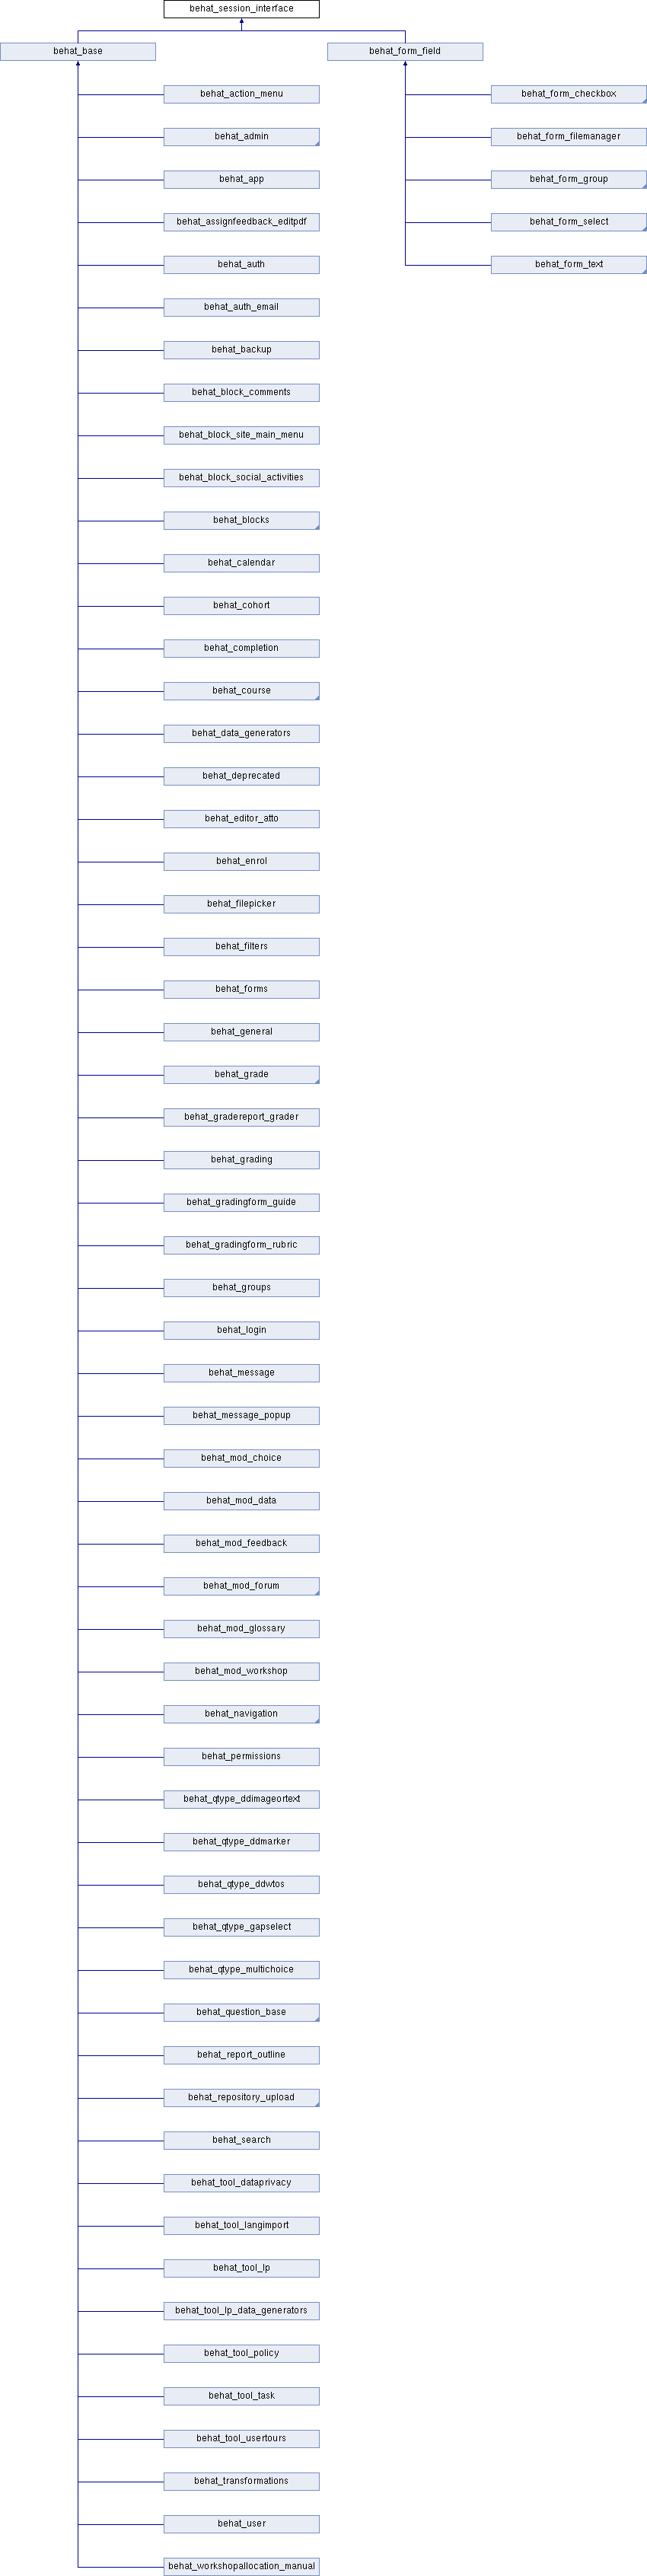 behat_session_interface
behat_base
behat_form_field
behat_action_menu
behat_form_checkbox
behat_admin
behat_form_filemanager
behat_app
behat_form_group
behat_assignfeedback_editpdf
behat_form_select
behat_auth
behat_form_text
behat_auth_email
behat_backup
behat_block_comments
behat_block_site_main_menu
behat_block_social_activities
behat_blocks
behat_calendar
behat_cohort
behat_completion
behat_course
behat_data_generators
behat_deprecated
behat_editor_atto
behat_enrol
behat_filepicker
behat_filters
behat_forms
behat_general
behat_grade
behat_gradereport_grader
behat_grading
behat_gradingform_guide
behat_gradingform_rubric
behat_groups
behat_login
behat_message
behat_message_popup
behat_mod_choice
behat_mod_data
behat_mod_feedback
behat_mod_forum
behat_mod_glossary
behat_mod_workshop
behat_navigation
behat_permissions
behat_qtype_ddimageortext
behat_qtype_ddmarker
behat_qtype_ddwtos
behat_qtype_gapselect
behat_qtype_multichoice
behat_question_base
behat_report_outline
behat_repository_upload
behat_search
behat_tool_dataprivacy
behat_tool_langimport
behat_tool_lp
behat_tool_lp_data_generators
behat_tool_policy
behat_tool_task
behat_tool_usertours
behat_transformations
behat_user
behat_workshopallocation_manual